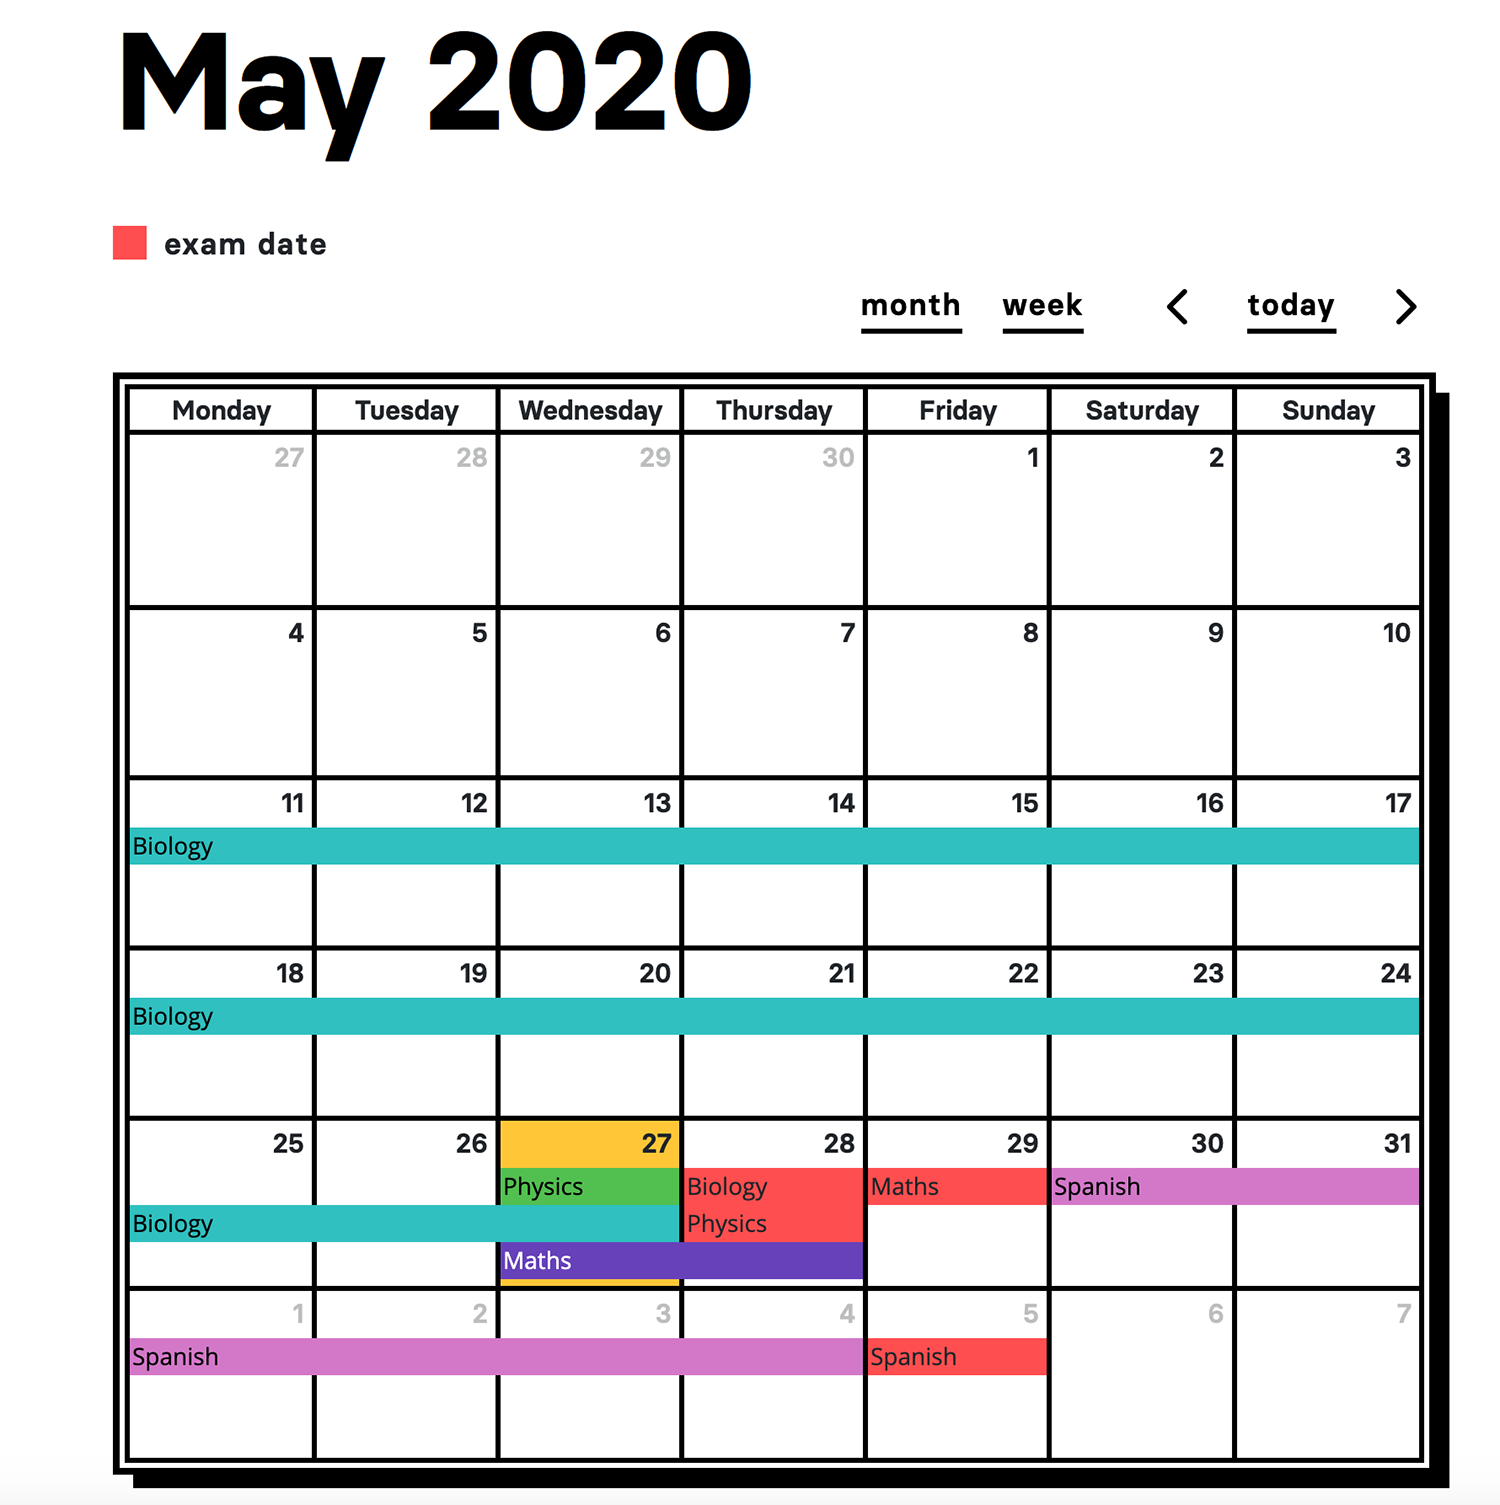 May 2020
exam date
month week today
Monday Tuesday Wednesday Thursday Friday Saturday Sunday
27 28 29 30 1 2 3
4 5 6 7 8 9 10
11 12 13 14 15 16 17
Biology
18 19 20 21 22 23 24
Biology
25 26 27 28 29 30 31
Physics Biology Maths Spanish
Biology Physics
Maths
1 2 3 4 5 6 7
Spanish Spanish